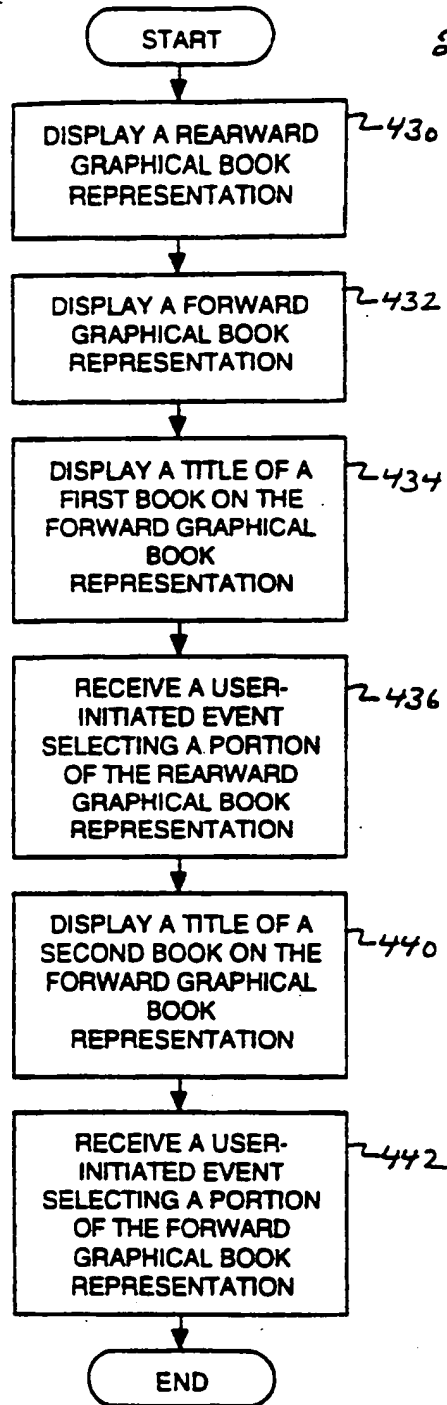 START
DISPLAY A REARWARD
GRAPHICAL BOOK
REPRESENTATION
430
DISPLAY A FORWARD
GRAPHICAL BOOK
REPRESENTATION
432
DISPLAY A TITLE OF A
FIRST BOOK ON THE
FORWARD GRAPHICAL
BOOK
REPRESENTATION
434
RECEIVE A USER-
INITIATED EVENT
SELECTING A PORTION
OF THE REARWARD
GRAPHICAL BOOK
REPRESENTATION
436
DISPLAY A TITLE OF A
SECOND BOOK ON THE
FORWARD GRAPHICAL
BOOK
REPRESENTATION
440
RECEIVE A USER-
INITIATED EVENT
SELECTING A PORTION
OF THE FORWARD
GRAPHICAL BOOK
REPRESENTATION
442
END